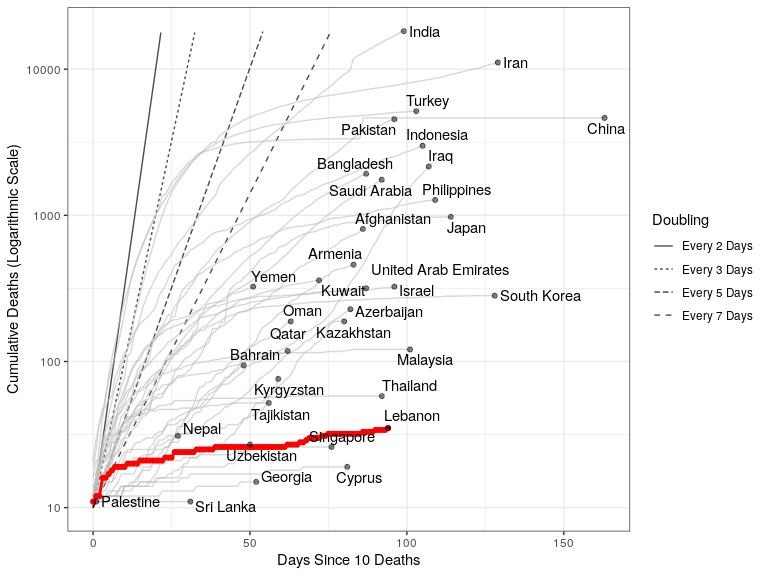 India
Iran
Turkey
Pakistan
China
Indonesia
Iraq
Bangladesh
Saudi Arabia
Philippines
Afghanistan
Japan
Armenia
Yemen
United Arab Emirates
Kuwait
Israel
South Korea
Oman
Azerbaijan
Qatar
Kazakhstan
Bahrain
Malaysia
Kyrgyzstan
Thailand
Tajikistan
Lebanon
Nepal
Singapore
Uzbekistan
Georgia
Cyprus
Palestine
Sri Lanka
10000
1000
100
10
Cumulative Deaths (Logarithmic Scale)
0
50
100
150
Days Since 10 Deaths
Doubling
Every 2 Days
Every 3 Days
Every 5 Days
Every 7 Days